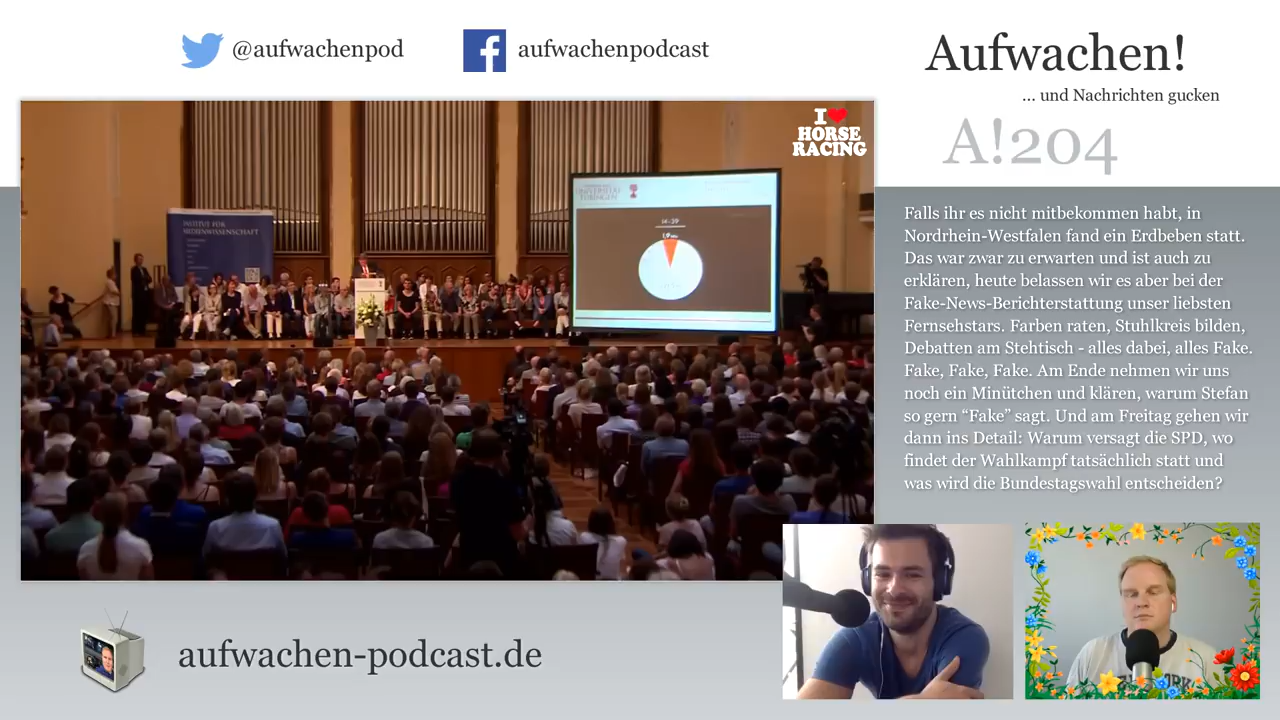 @aufwachenpod
aufwachenpodcast
Aufwachen!
... und Nachrichten gucken
A!204
I
HORSE
RACING
INSTITUT FÜR
MEDIENWISSENSCHAFT
UNIVERSITÄT
TÜBINGEN
14-29
Falls ihr es nicht mitbekommen habt, in
Nordrhein-Westfalen fand ein Erdbeben statt.
Das war zwar zu erwarten und ist auch zu
erklären, heute belassen wir es aber bei der
Fake-News-Berichterstattung unser liebsten
Fernsehstars. Farben raten, Stuhlkreis bilden,
Debatten am Stehtisch - alles dabei, alles Fake.
Fake, Fake, Fake. Am Ende nehmen wir uns
noch ein Minütchen und klären, warum Stefan
so gern “Fake” sagt. Und am Freitag gehen wir
dann ins Detail: Warum versagt die SPD, wo
findet der Wahlkampf tatsächlich statt und
was wird die Bundestagswahl entscheiden?
aufwachen-podcast.de